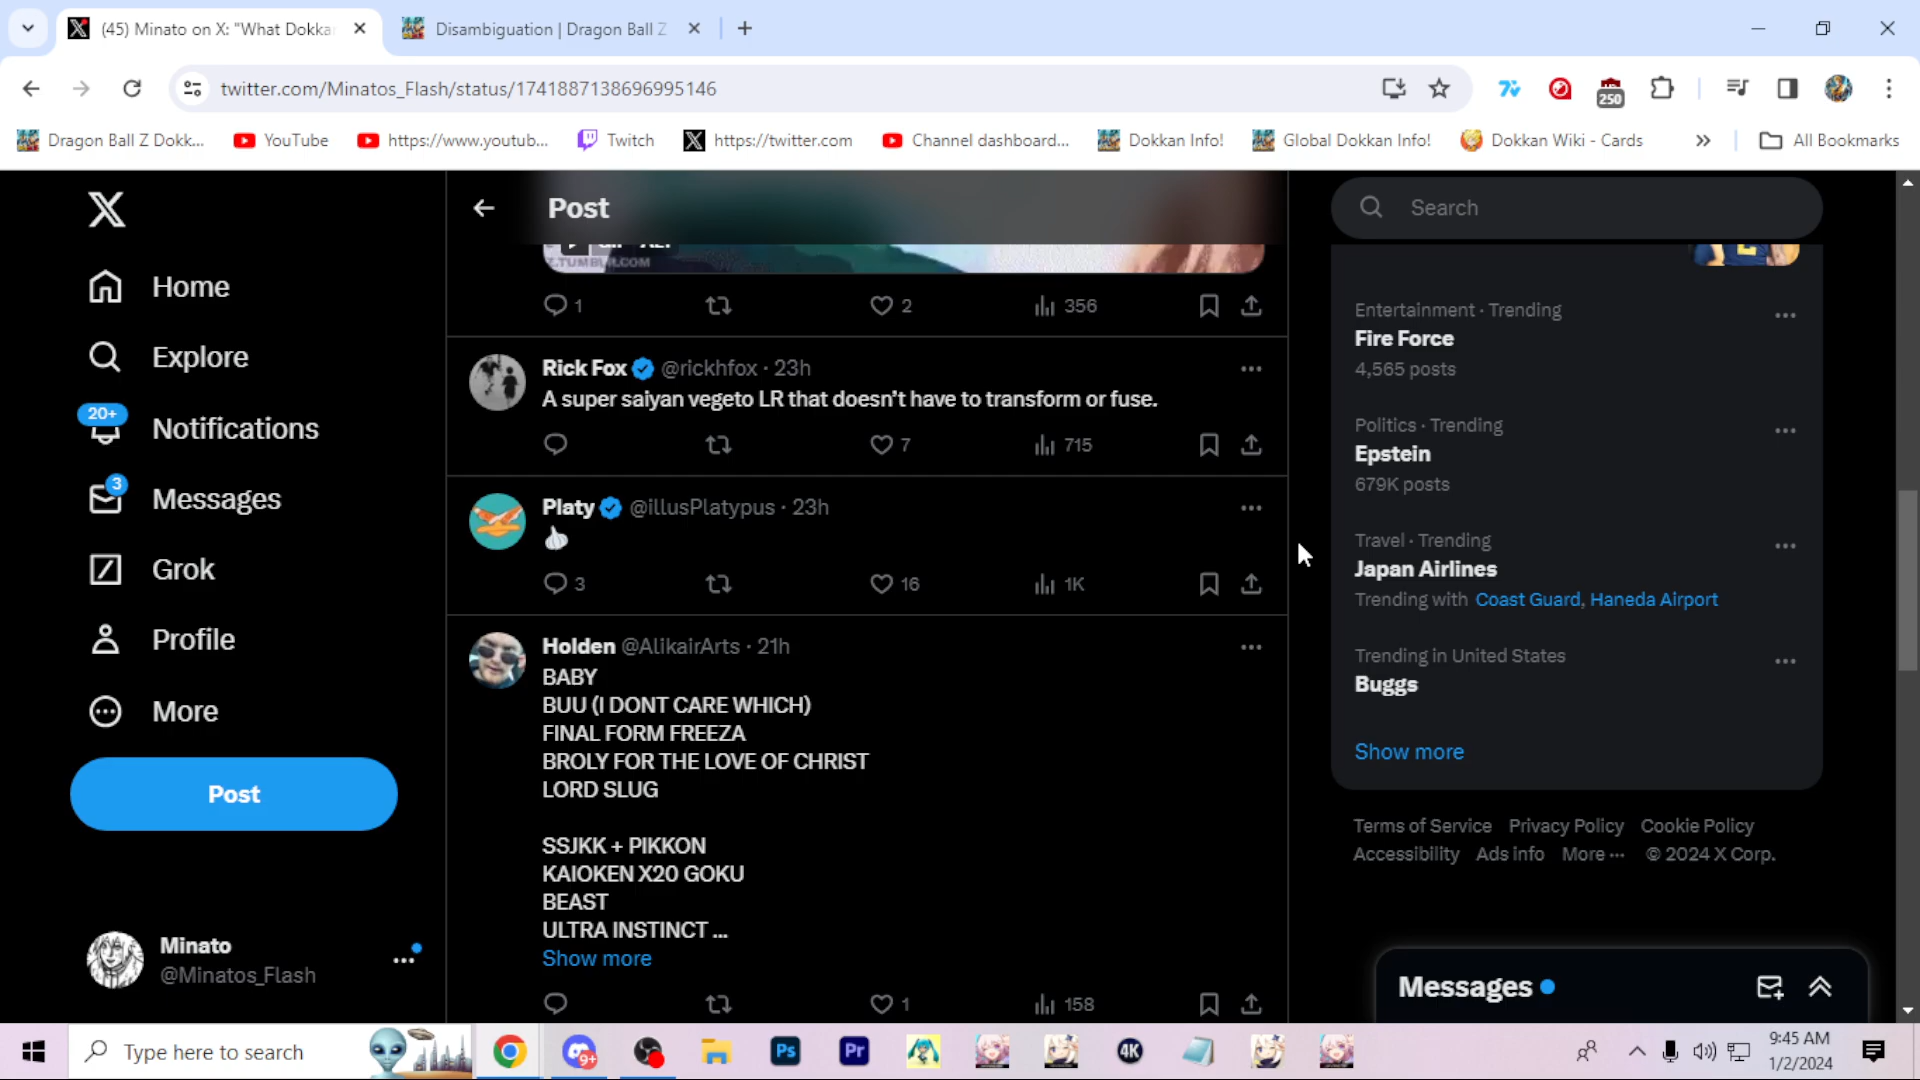 (45) Minato on X: "What Dokka
Disambiguation | Dragon Ball Z
twitter.com/Minatos_Flash/status/1741887138696995146
250
Dragon Ball Z Dokk...
YouTube
https://www.youtub...
Twitch
https://twitter.com
Channel dashboard...
Dokkan Info!
Global Dokkan Info!
Dokkan Wiki - Cards
All Bookmarks
Home
Explore
20+
Notifications
3
Messages
Grok
Profile
More
Post
Minato
@Minatos_Flash
Post
Z.TUMBLR.COM
1
2
356
Rick Fox @rickhfox · 23h
A super saiyan vegeto LR that doesn't have to transform or fuse.
7
715
Platy @illusPlatypus · 23h
🧄
3
16
1K
Holden @AlikairArts · 21h
BABY
BUU (I DONT CARE WHICH)
FINAL FORM FREEZA
BROLY FOR THE LOVE OF CHRIST
LORD SLUG
SSJKK + PIKKON
KAIOKEN X20 GOKU
BEAST
ULTRA INSTINCT ...
Show more
1
158
Search
Entertainment · Trending
Fire Force
4,565 posts
Politics · Trending
Epstein
679K posts
Travel · Trending
Japan Airlines
Trending with Coast Guard, Haneda Airport
Trending in United States
Buggs
Show more
Terms of Service Privacy Policy Cookie Policy
Accessibility Ads info More ··· © 2024 X Corp.
Messages
Type here to search
9+
Ps
Pr
4K
9:45 AM
1/2/2024